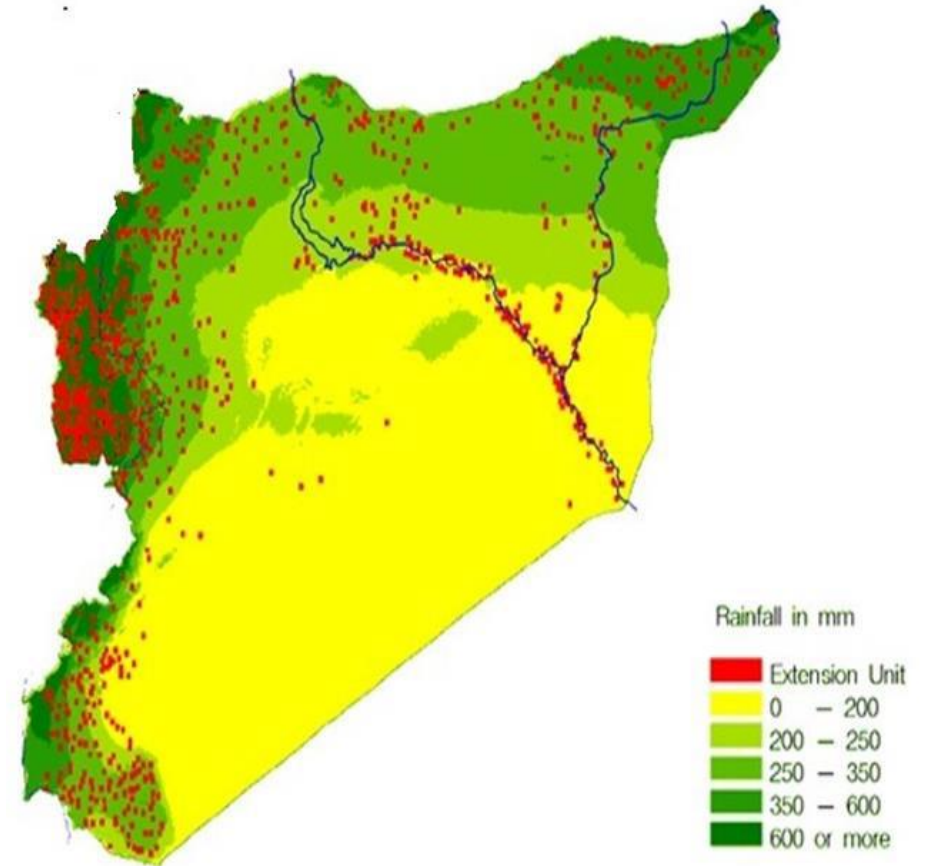 Rainfall in mm
Extension Unit
0 – 200
200 – 250
250 – 350
350 – 600
600 or more